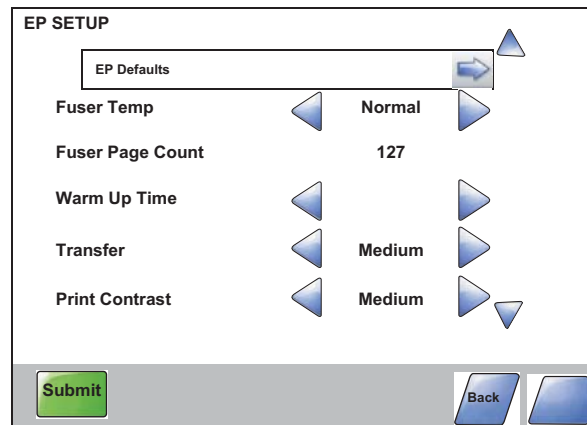 EP SETUP
EP Defaults
Fuser Temp Normal
Fuser Page Count 127
Warm Up Time
Transfer Medium
Print Contrast Medium
Submit
Back